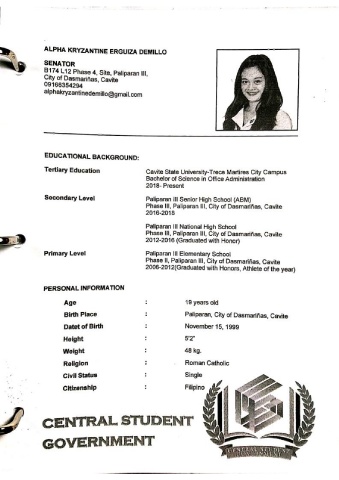 ALPHA KRYZANTINE ERGUIZA DEMILLO
SENATOR
B174 L12 Phase 4, Site, Paliparan III,
City of Dasmariñas, Cavite
09166354294
alphakryzantinedemillo@gmail.com
EDUCATIONAL BACKGROUND:
Tertiary Education Cavite State University-Trece Martires City Campus
Bachelor of Science in Office Administration
2018- Present
Secondary Level Paliparan III Senior High School (ABM)
Phase III, Paliparan III, City of Dasmariñas, Cavite
2016-2018
Paliparan III National High School
Phase III, Paliparan III, City of Dasmariñas, Cavite
2012-2016 (Graduated with Honor)
Primary Level Paliparan III Elementary School
Phase II, Paliparan III, City of Dasmariñas, Cavite
2006-2012(Graduated with Honors, Athlete of the year)
PERSONAL INFORMATION
Age : 19 years old
Birth Place : Paliparan, City of Dasmariñas, Cavite
Datet of Birth : November 15, 1999
Height : 5'2"
Weight : 48 kg.
Religion : Roman Catholic
Civil Status : Single
Citizenship : Filipino
CENTRAL STUDENT
GOVERNMENT
CENTRAL STUDENT